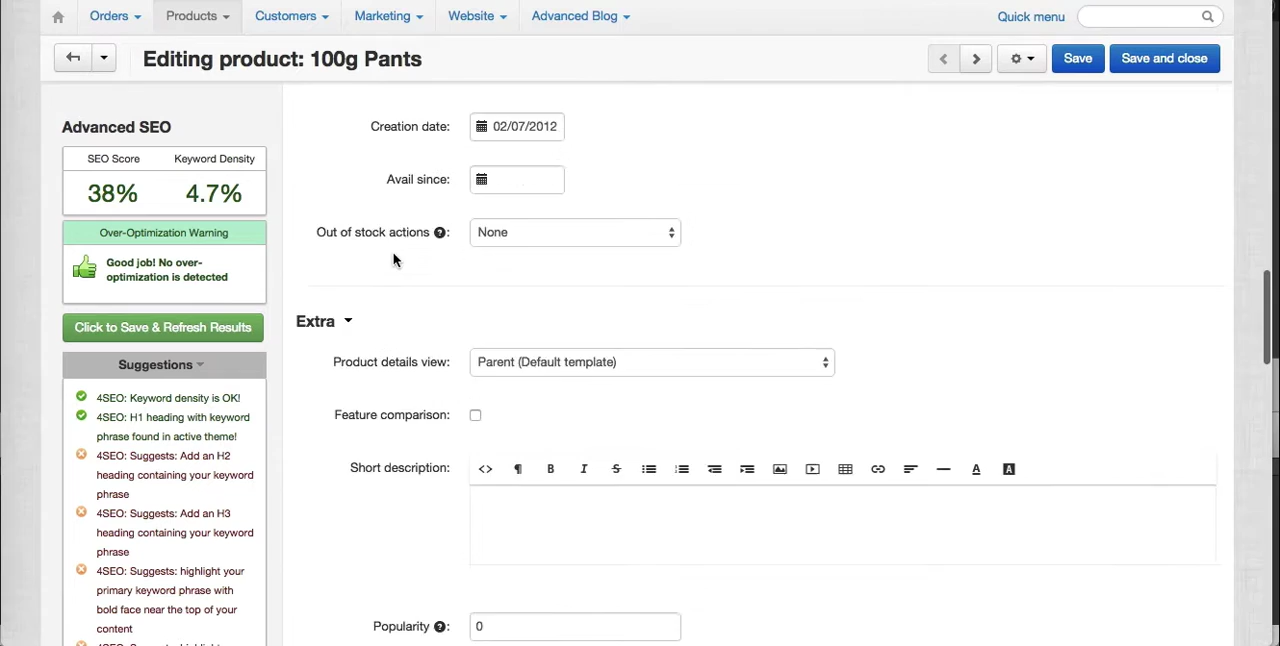 Orders Products Customers Marketing Website Advanced Blog Quick menu
Editing product: 100g Pants Save Save and close
Advanced SEO
SEO Score Keyword Density
38% 4.7%
Over-Optimization Warning
Good job! No over-
optimization is detected
Click to Save & Refresh Results
Suggestions
4SEO: Keyword density is OK!
4SEO: H1 heading with keyword
phrase found in active theme!
4SEO: Suggests: Add an H2
heading containing your keyword
phrase
4SEO: Suggests: Add an H3
heading containing your keyword
phrase
4SEO: Suggests: highlight your
primary keyword phrase with
bold face near the top of your
content
Creation date: 02/07/2012
Avail since:
Out of stock actions ?: None
Extra
Product details view: Parent (Default template)
Feature comparison:
Short description: <> ¶ B I S A A
Popularity ?: 0